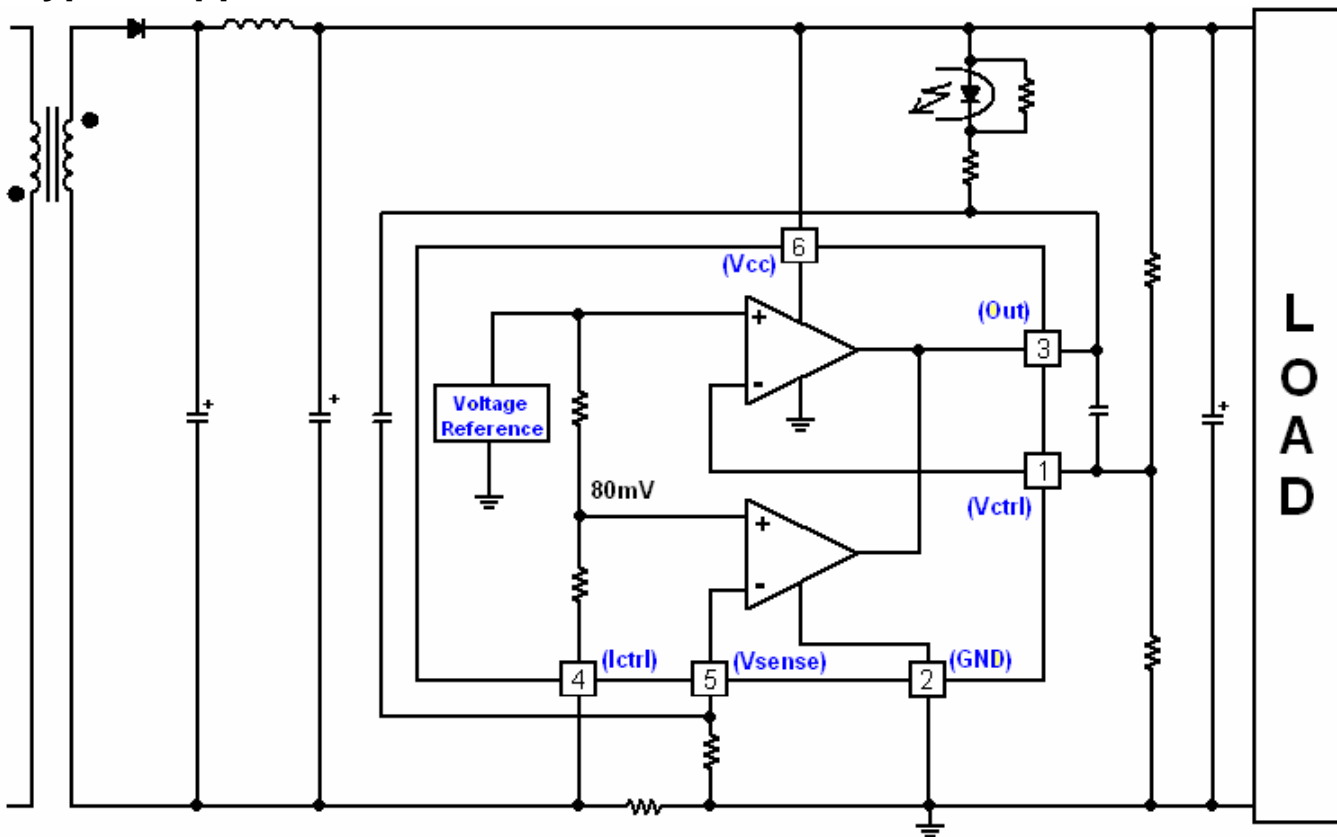 6
(Vcc)
(Out)
+
3
-
Voltage
Reference
80mV
1
(Vctrl)
+
-
4
(Ictrl)
5
(Vsense)
2
(GND)
+
+
+
L
O
A
D